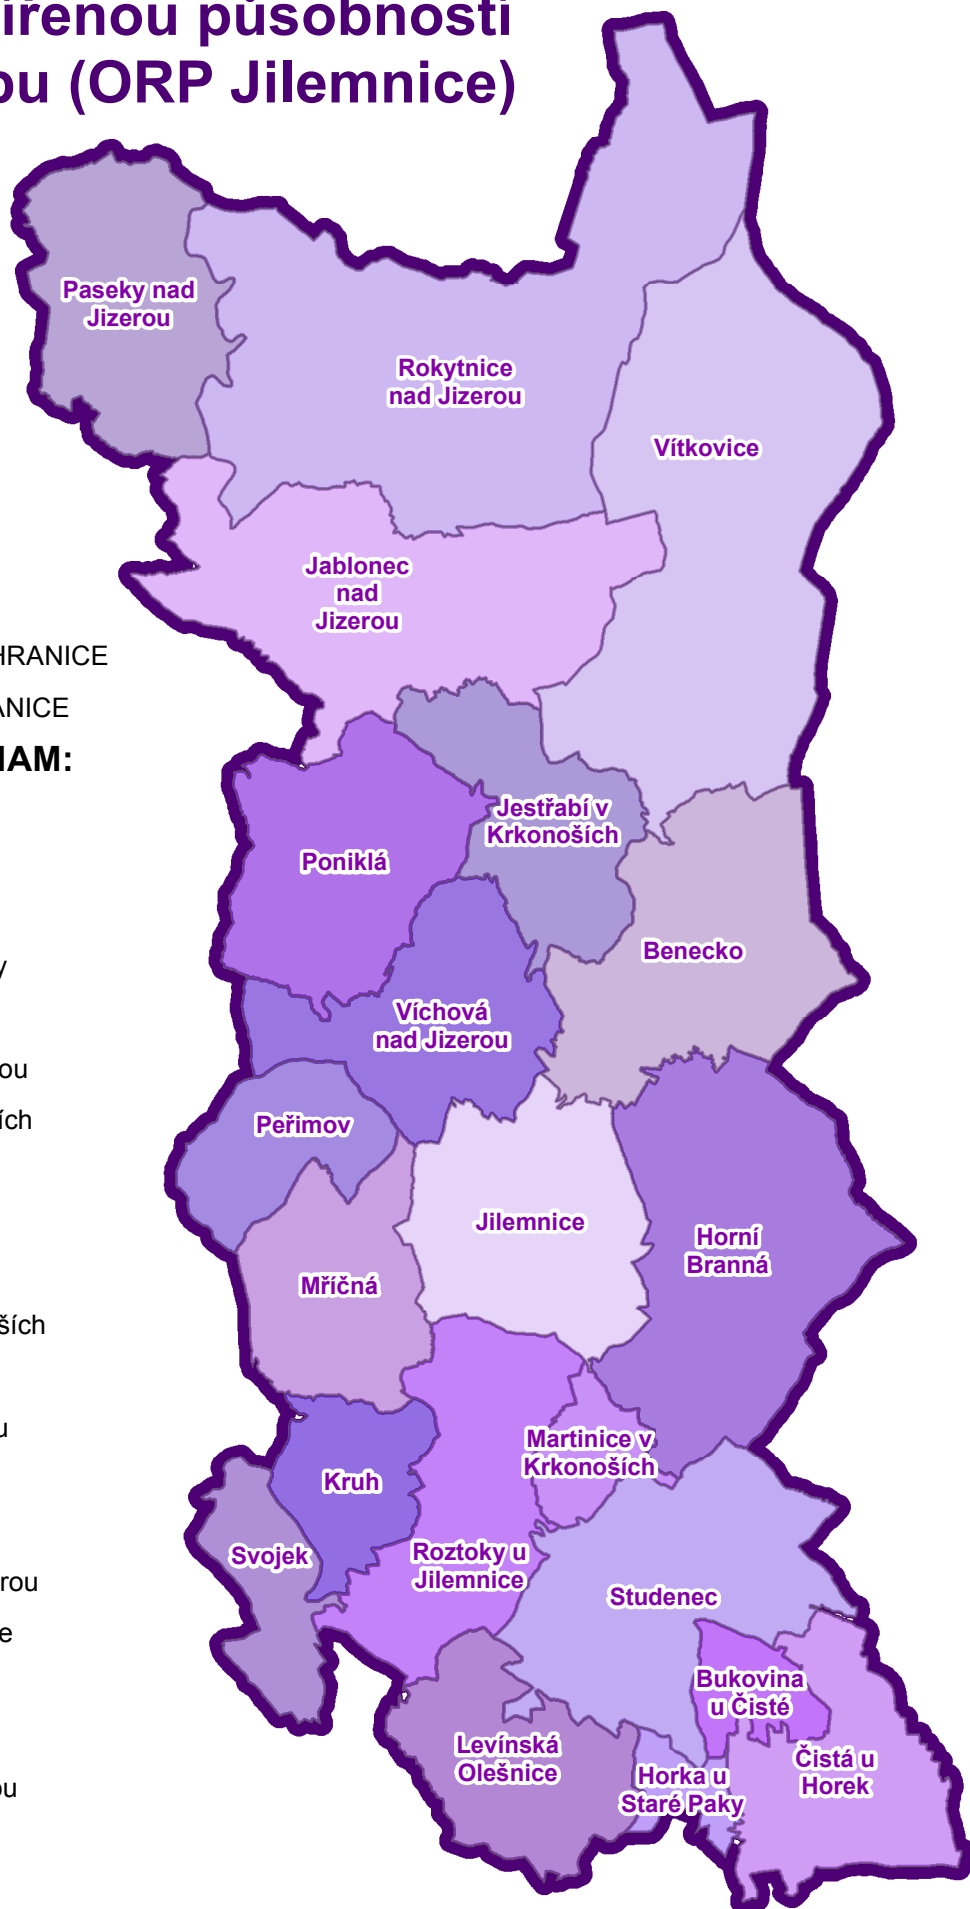 ířenou působnosti
bu (ORP Jilemnice)
Paseky nad
Jizerou
Rokytnice
nad Jizerou
Vítkovice
Jablonec
nad
Jizerou
HRANICE
ANICE
Jestřabí v
Krkonoších
Poniklá
Benecko
y
Víchová
nad Jizerou
ou
ích
Peřimov
Jilemnice
Horní
Branná
Mříčná
ších
u
Martinice v
Krkonoších
Kruh
Svojek
Roztoky u
Jilemnice
rou
Studenec
e
Bukovina
u Čisté
Levínská
Olešnice
Čistá u
Horek
Horka u
Staré Paky
ou